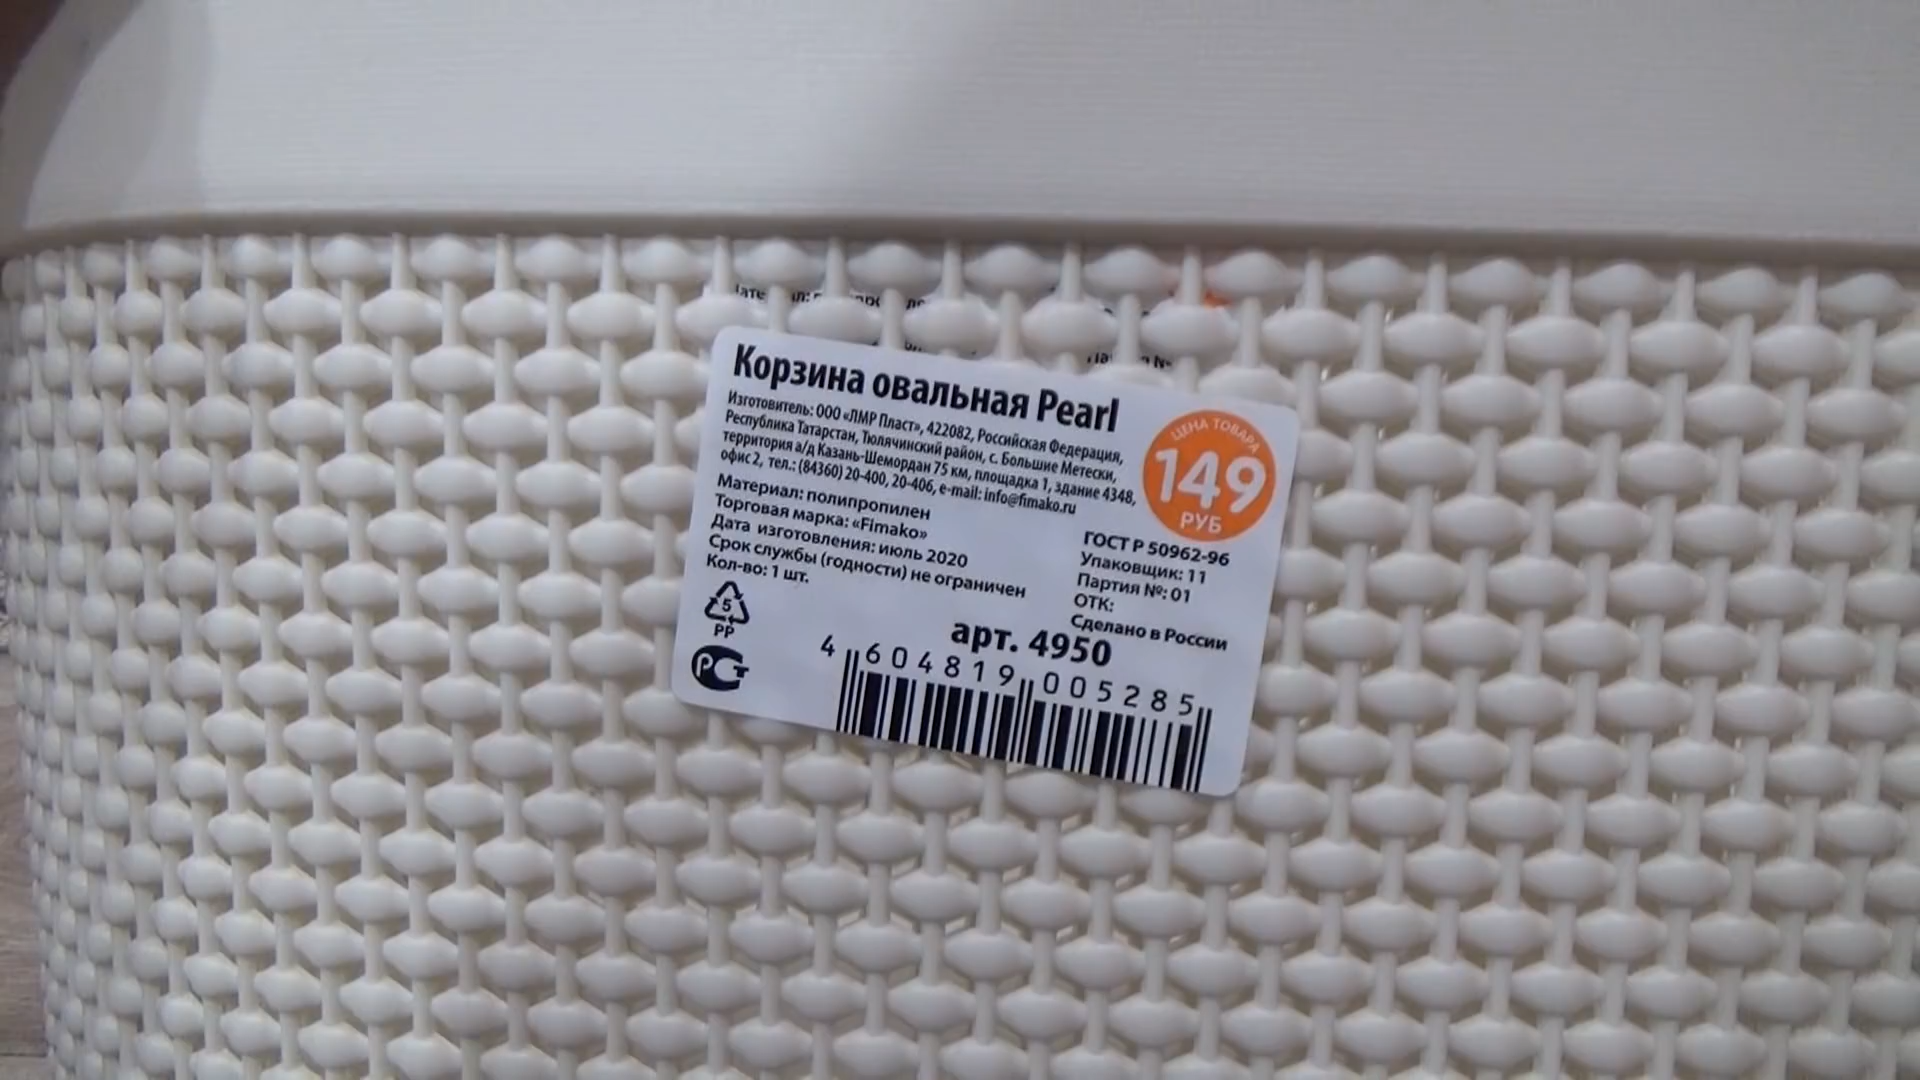 Корзина овальная Pearl
Изготовитель: ООО «ЛМР Пласт», 422082, Российская Федерация,
Республика Татарстан, Тюлячинский район, с. Большие Метески,
территория а/д Казань-Шемордан 75 км, площадка 1, здание 4348,
офис 2, тел.: (84360) 20-400, 20-406, e-mail: info@fimako.ru
ЦЕНА ТОВАРА
149
РУБ
Материал: полипропилен
Торговая марка: «Fimako»
Дата изготовления: июль 2020
Срок службы (годности) не ограничен
Кол-во: 1 шт.
ГОСТ Р 50962-96
Упаковщик: 11
Партия №: 01
ОТК:
Сделано в России
5
PP
РСТ
арт. 4950
4 604819 005285